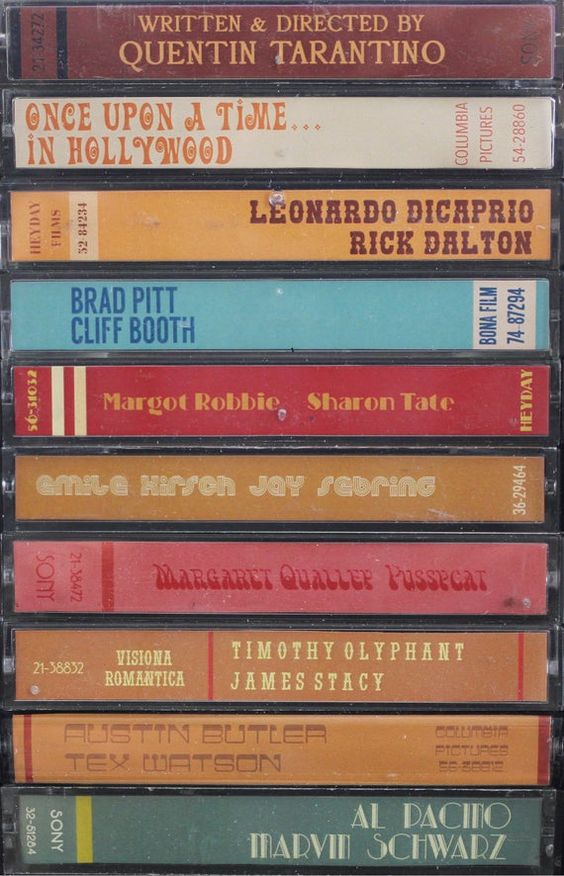 21-34272
WRITTEN & DIRECTED BY
QUENTIN TARANTINO
SONY
ONCE UPON A TIME...
IN HOLLYWOOD
COLUMBIA
PICTURES
54-28860
HEYDAY
FILMS
52-84234
LEONARDO DICAPRIO
RICK DALTON
BRAD PITT
CLIFF BOOTH
BONA FILM
74-87294
56-31032
Margot Robbie Sharon Tate
HEYDAY
emile hirsch jay sebring
36-29464
SONY
21-38472
MARGARET QUALLEY PUSSYCAT
21-38832
VISIONA
ROMANTICA
TIMOTHY OLYPHANT
JAMES STACY
AUSTIN BUTLER
TEX WATSON
COLUMBIA
PICTURES
SONY
32-51264
AL PACINO
MARVIN SCHWARZ